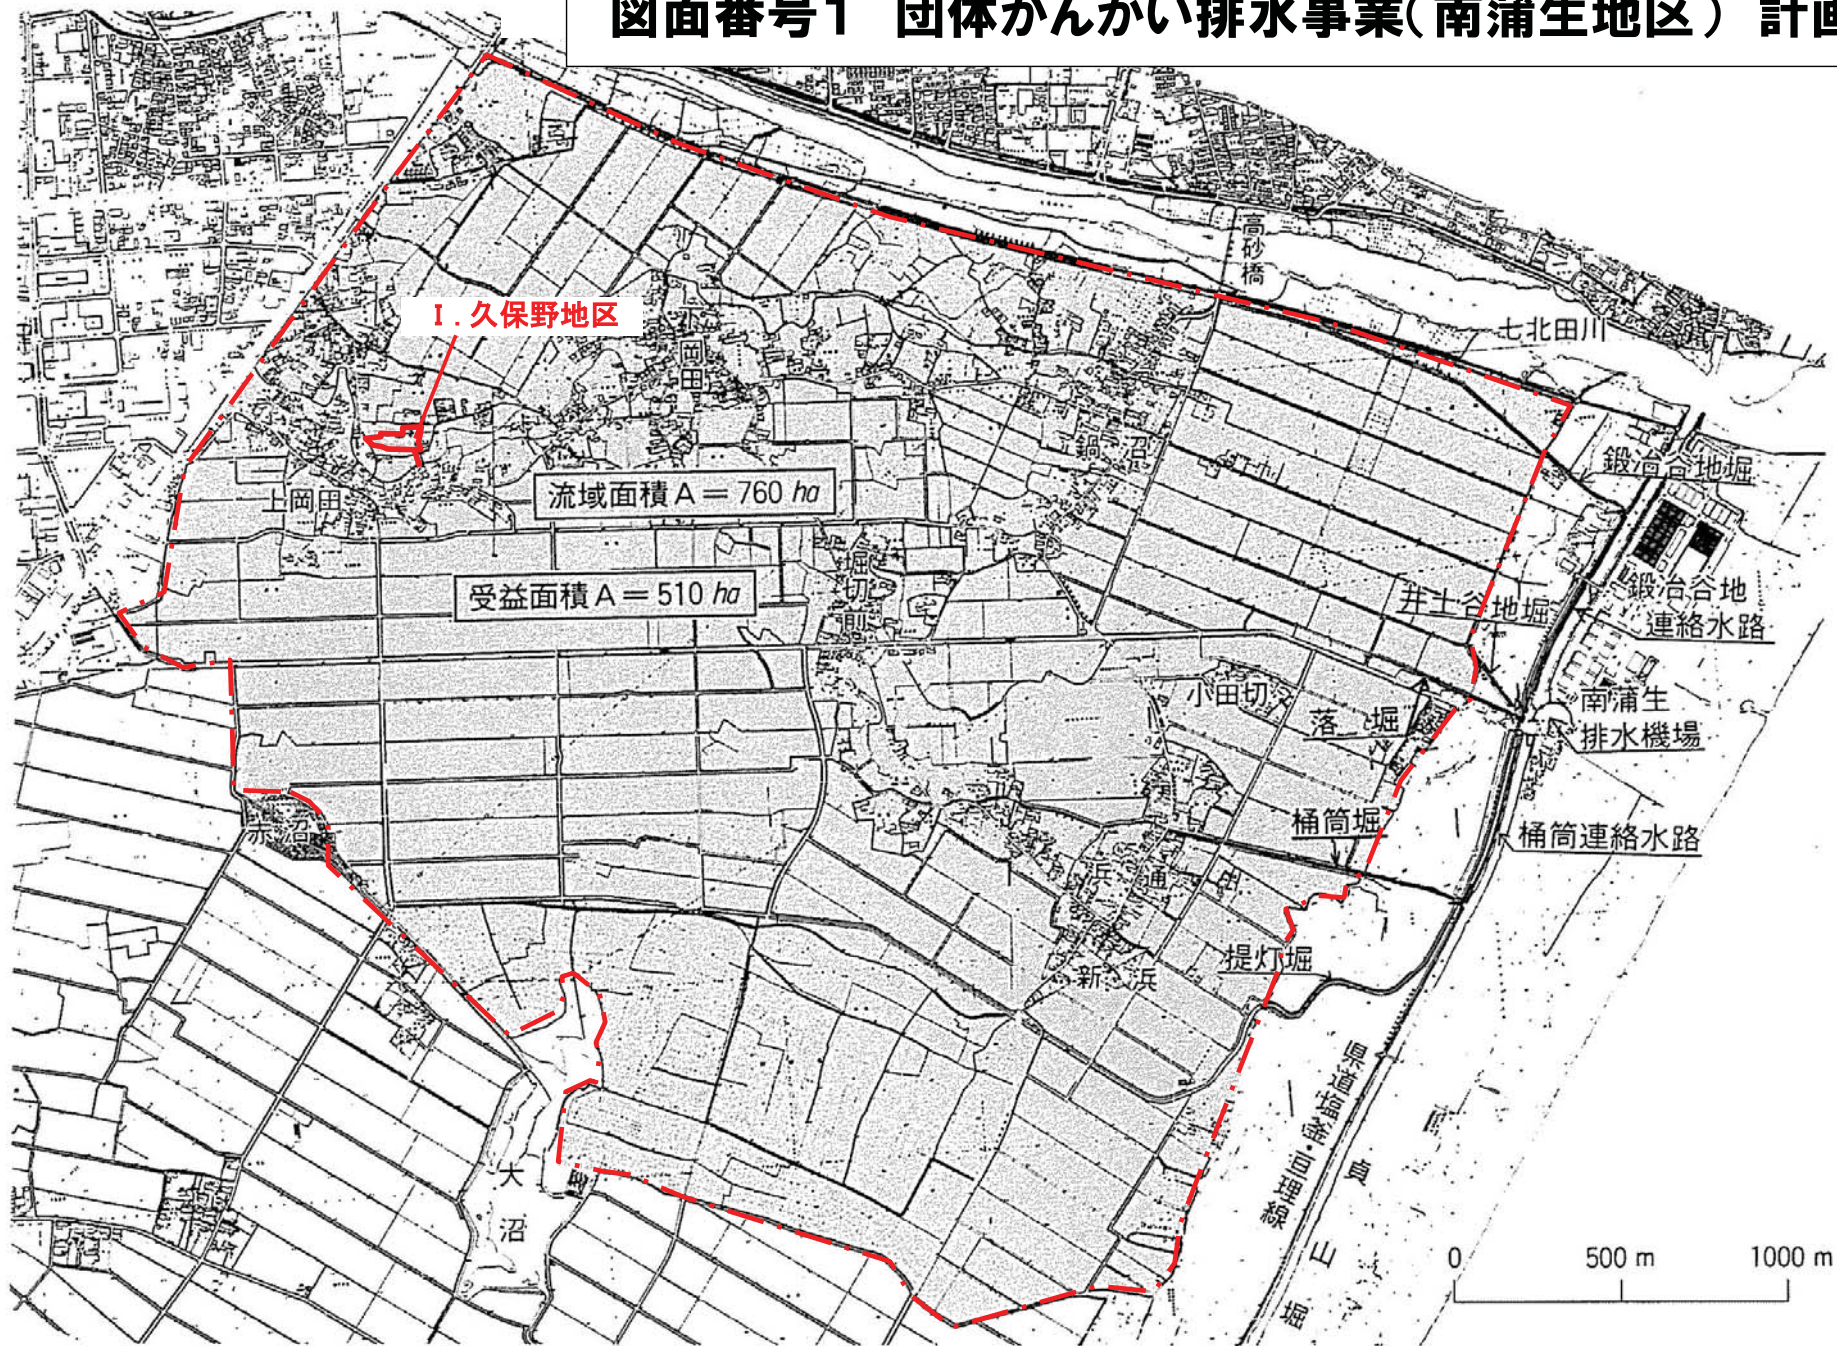 図面番号1 団体かんがい排水事業(南蒲生地区) 計画
高砂橋
七北田川
I.久保野地区
岡田
鍋沼
鍛冶谷地堀
上岡田
流域面積A=760 ha
堀切前
受益面積A=510 ha
井土谷地堀
鍛冶谷地
連絡水路
小田切
落堀
南蒲生
排水機場
赤沼
桶筒堀
桶筒連絡水路
浜通
新浜
提灯堀
県道塩釜・亘理線
貞山堀
大沼
0 500 m 1000 m